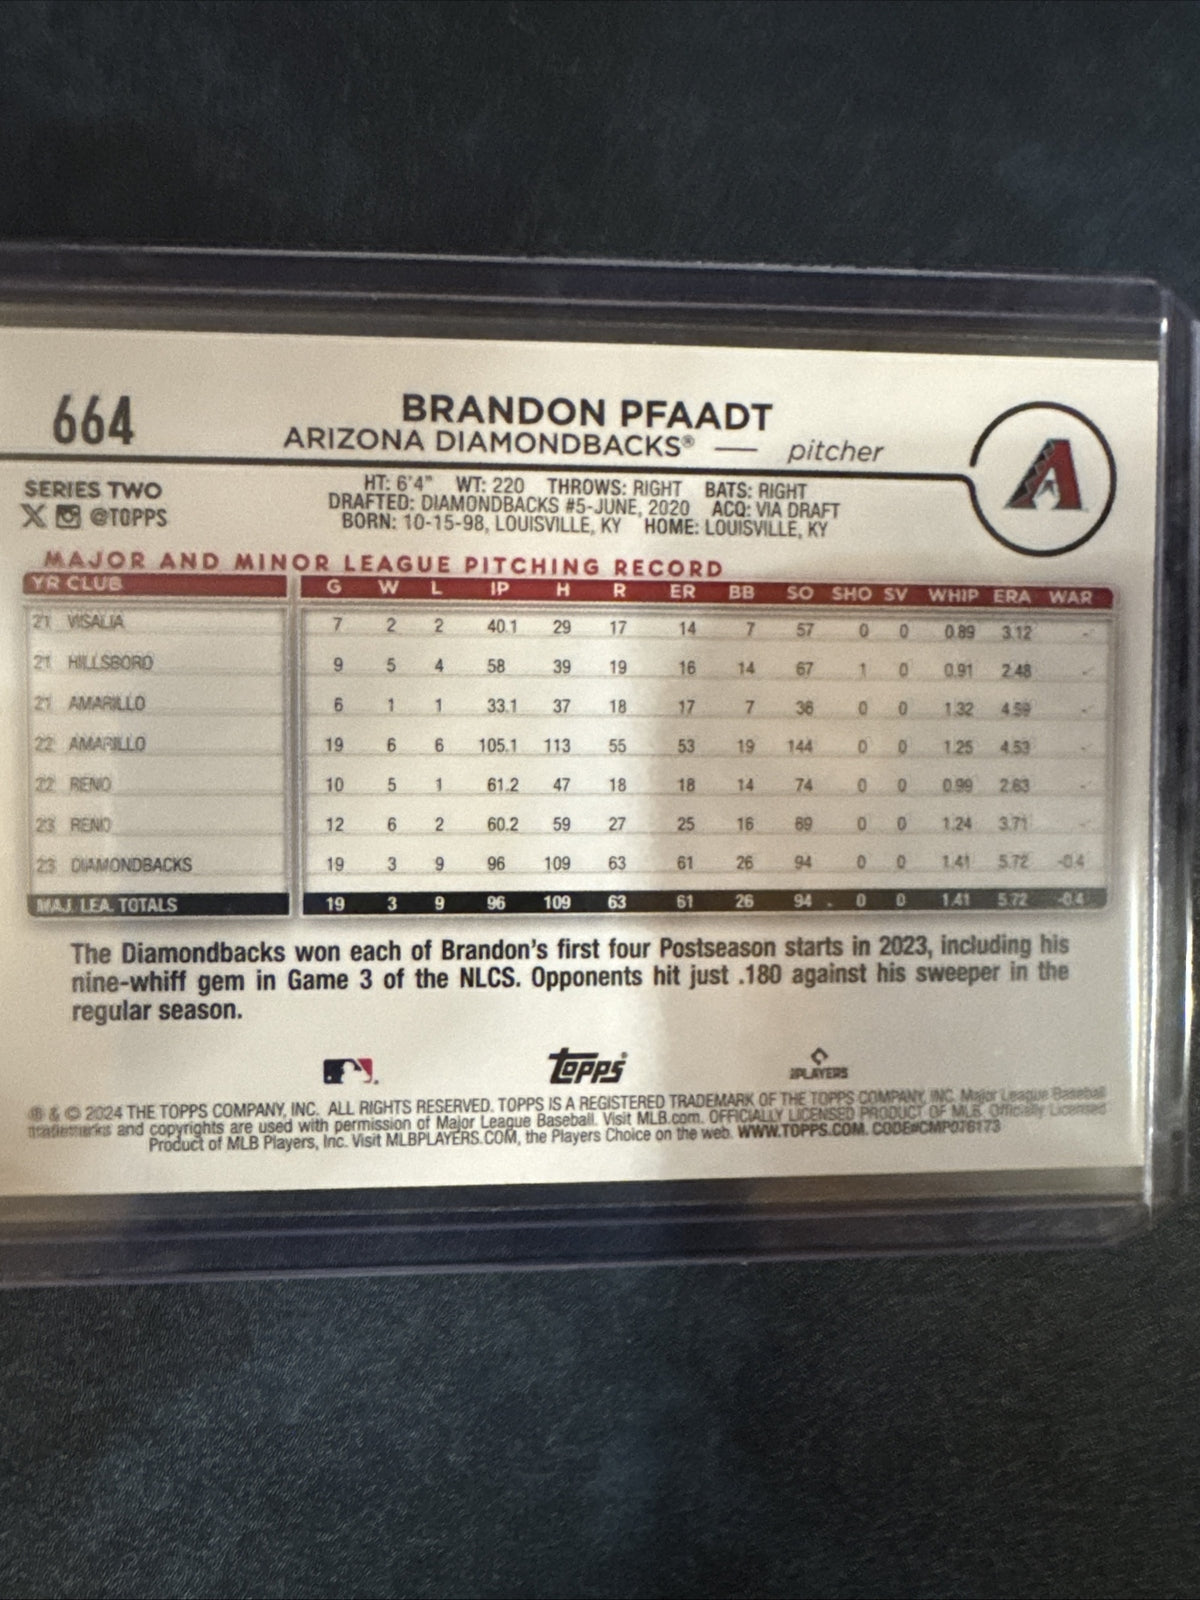 664
BRANDON PFAADT
ARIZONA DIAMONDBACKS® — pitcher
SERIES TWO
@TOPPS
HT: 6'4" WT: 220 THROWS: RIGHT BATS: RIGHT
DRAFTED: DIAMONDBACKS #5-JUNE, 2020 ACQ: VIA DRAFT
BORN: 10-15-98, LOUISVILLE, KY HOME: LOUISVILLE, KY
MAJOR AND MINOR LEAGUE PITCHING RECORD
YR CLUB G W L IP H R ER BB SO SHO SV WHIP ERA WAR
21 VISALIA 7 2 2 40.1 29 17 14 7 57 0 0 0.89 3.12 -
21 HILLSBORO 9 5 4 58 39 19 16 14 67 1 0 0.91 2.48 -
21 AMARILLO 6 1 1 33.1 37 18 17 7 36 0 0 1.32 4.59 -
22 AMARILLO 19 6 6 105.1 113 55 53 19 144 0 0 1.25 4.53 -
22 RENO 10 5 1 61.2 47 18 18 14 74 0 0 0.99 2.63 -
23 RENO 12 6 2 60.2 59 27 25 16 69 0 0 1.24 3.71 -
23 DIAMONDBACKS 19 3 9 96 109 63 61 26 94 0 0 1.41 5.72 -0.4
MAJ. LEA. TOTALS 19 3 9 96 109 63 61 26 94 0 0 1.41 5.72 -0.4
The Diamondbacks won each of Brandon's first four Postseason starts in 2023, including his
nine-whiff gem in Game 3 of the NLCS. Opponents hit just .180 against his sweeper in the
regular season.
Topps®
PLAYERS
® & © 2024 THE TOPPS COMPANY, INC. ALL RIGHTS RESERVED. TOPPS IS A REGISTERED TRADEMARK OF THE TOPPS COMPANY, INC. Major League Baseball
trademarks and copyrights are used with permission of Major League Baseball. Visit MLB.com. OFFICIALLY LICENSED PRODUCT OF MLB. Officially Licensed
Product of MLB Players, Inc. Visit MLBPLAYERS.COM, the Players Choice on the web. WWW.TOPPS.COM. CODE#CMP076173